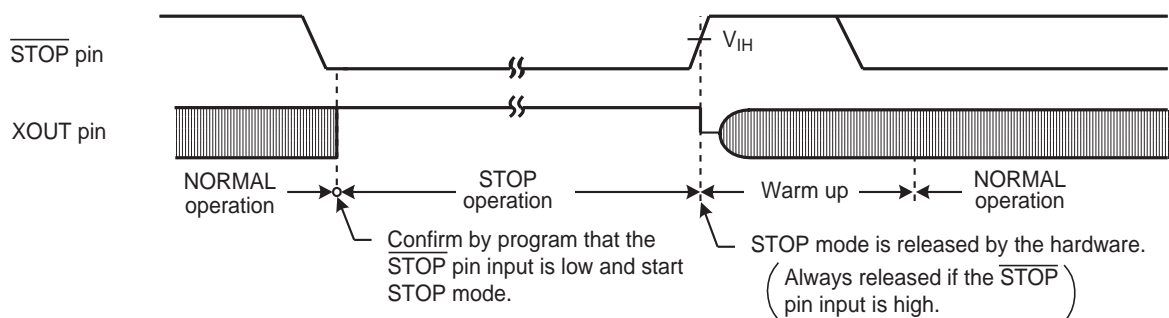 STOP pin
VIH
XOUT pin
NORMAL
operation
STOP
operation
Warm up
NORMAL
operation
Confirm by program that the
STOP pin input is low and start
STOP mode.
STOP mode is released by the hardware.
( Always released if the STOP
pin input is high. )